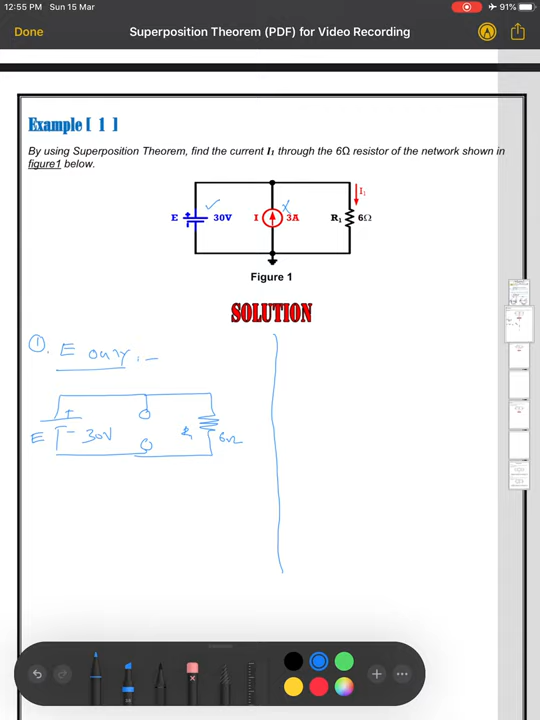 12:55 PM Sun 15 Mar 91%
Done Superposition Theorem (PDF) for Video Recording
Example [ 1 ]
By using Superposition Theorem, find the current I₁ through the 6Ω resistor of the network shown in
figure1 below.
I₁
E 30V I 3A R₁ 6Ω
Figure 1
SOLUTION
①. E only :-
+
E - 30V R 6Ω